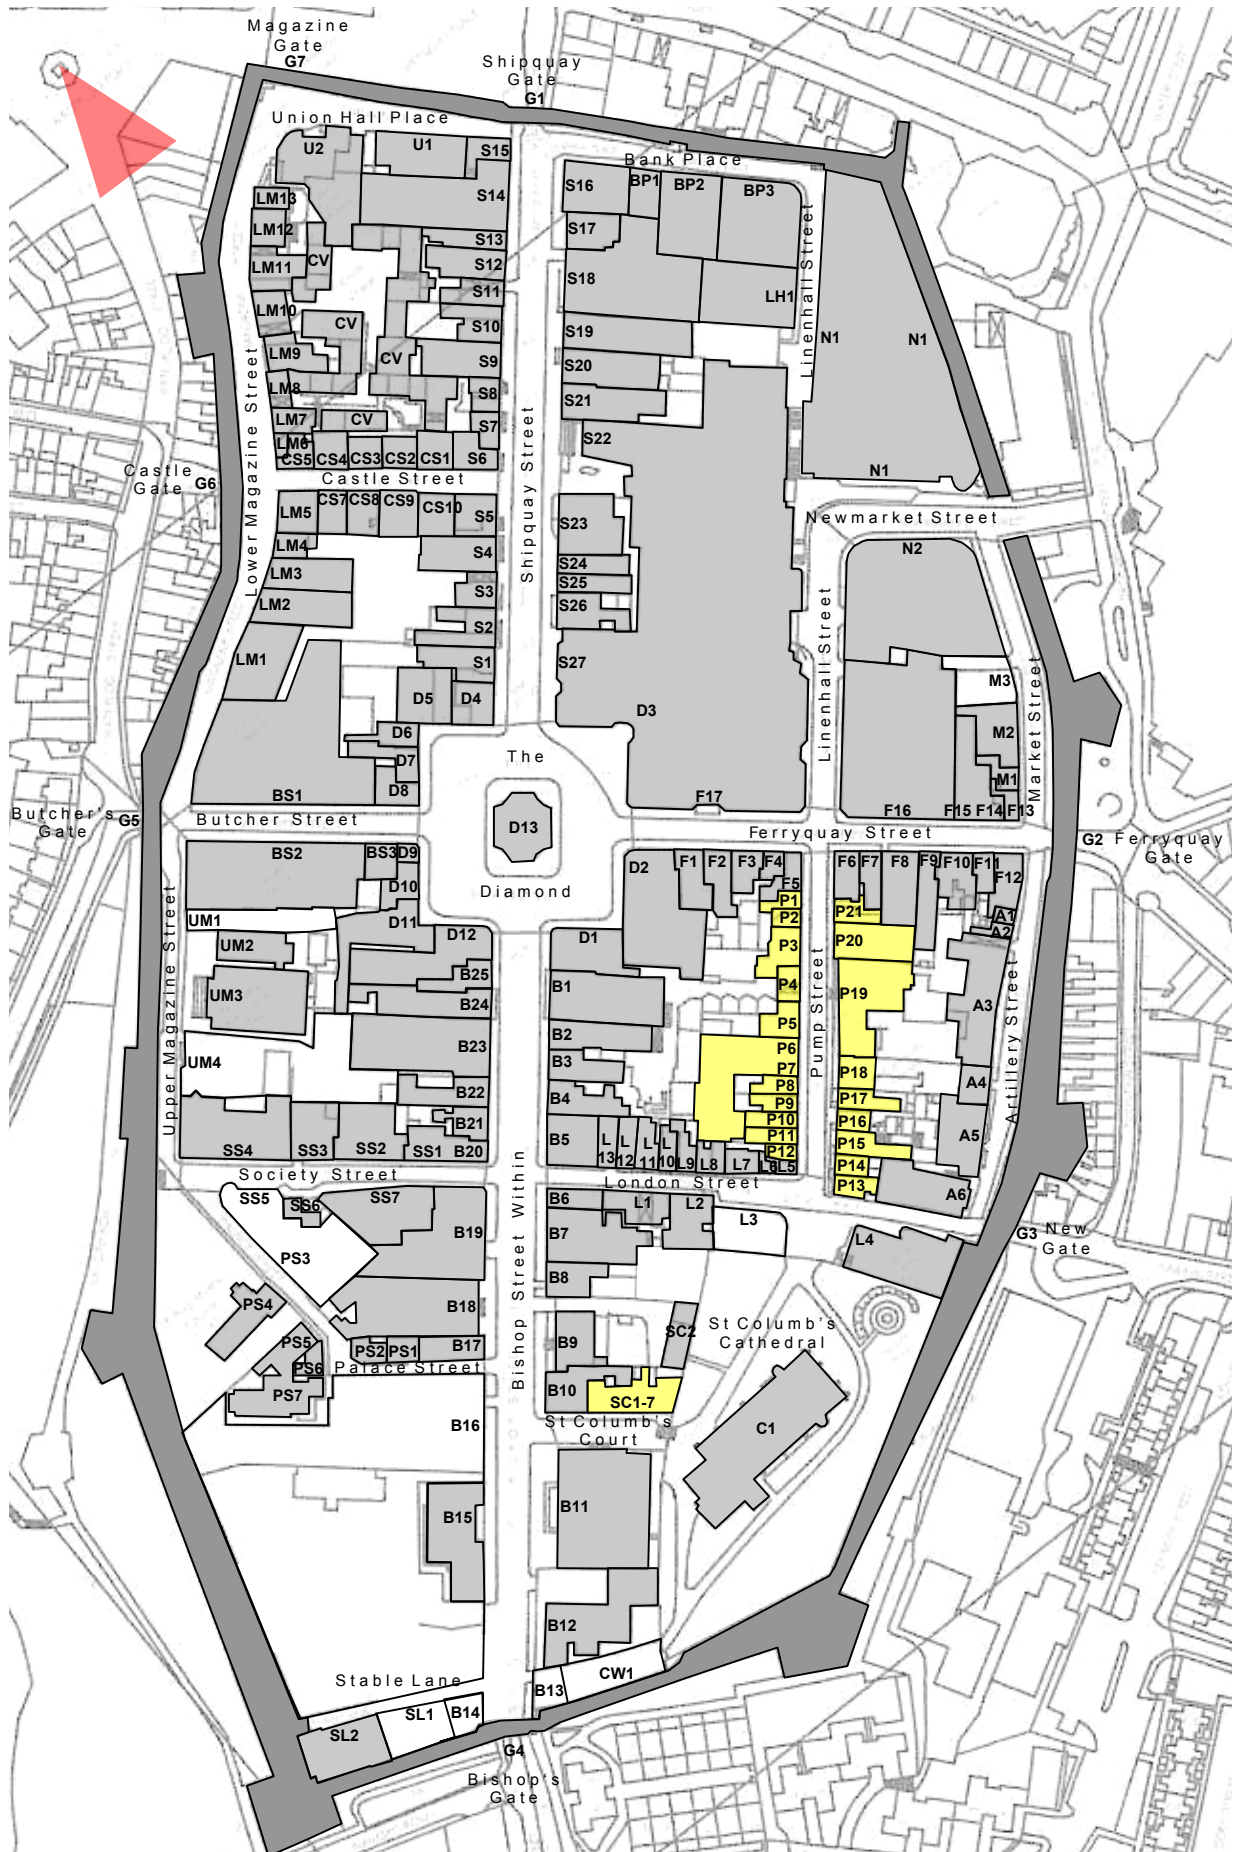 Magazine
Gate
G7
Shipquay
Gate
G1
Union Hall Place
U2
U1
S15
Bank Place
S14
S16
BP1
BP2
BP3
LM13
LM12
S13
S17
CV
S12
LM11
S18
S11
LH1
LM10
CV
S10
S19
N1
N1
LM9
CV
S9
S20
LM8
S8
S21
LM7
CV
S7
S22
LM6
CS5
CS4
CS3
CS2
CS1
S6
Castle
Gate
G6
Castle Street
N1
Lower Magazine Street
Shipquay Street
Linenhall Street
LM5
CS7
CS8
CS9
CS10
S5
S23
Newmarket Street
LM4
S4
N2
LM3
S24
S25
S3
LM2
S26
S2
LM1
S1
S27
D5
D4
D3
M3
D6
M2
The
D7
M1
Linenhall Street
Market Street
BS1
D8
F17
F16
F15
F14
F13
Butcher's
Gate
G5
Butcher Street
D13
Ferryquay Street
G2
Ferryquay
Gate
BS2
BS3
D9
D2
F1
F2
F3
F4
F5
F6
F7
F8
F9
F10
F11
F12
D10
Diamond
P1
UM1
D11
P2
P21
A1
UM2
D12
D1
P3
P20
A2
B25
UM3
B1
P4
P19
B24
P5
A3
Upper Magazine Street
Pump Street
Artillery Street
UM4
B23
B2
P6
B3
P7
P18
B22
P8
A4
B4
P9
P17
B21
P10
P16
SS4
SS3
SS2
SS1
B20
B5
L
13
L
12
L
11
L
10
L9
L8
L7
L6
L5
P11
P12
P15
A5
P14
Society Street
London Street
P13
A6
SS5
SS6
SS7
B6
L1
L2
L3
B19
B7
L4
G3
New
Gate
PS3
B8
PS4
B18
Bishop Street Within
St Columb's
Cathedral
PS5
PS2
PS1
B17
B9
SC2
PS6
Palace Street
PS7
B10
SC1-7
St Columb's
Court
B16
C1
B15
B11
B12
Stable Lane
CW1
B13
SL1
B14
SL2
G4
Bishop's
Gate